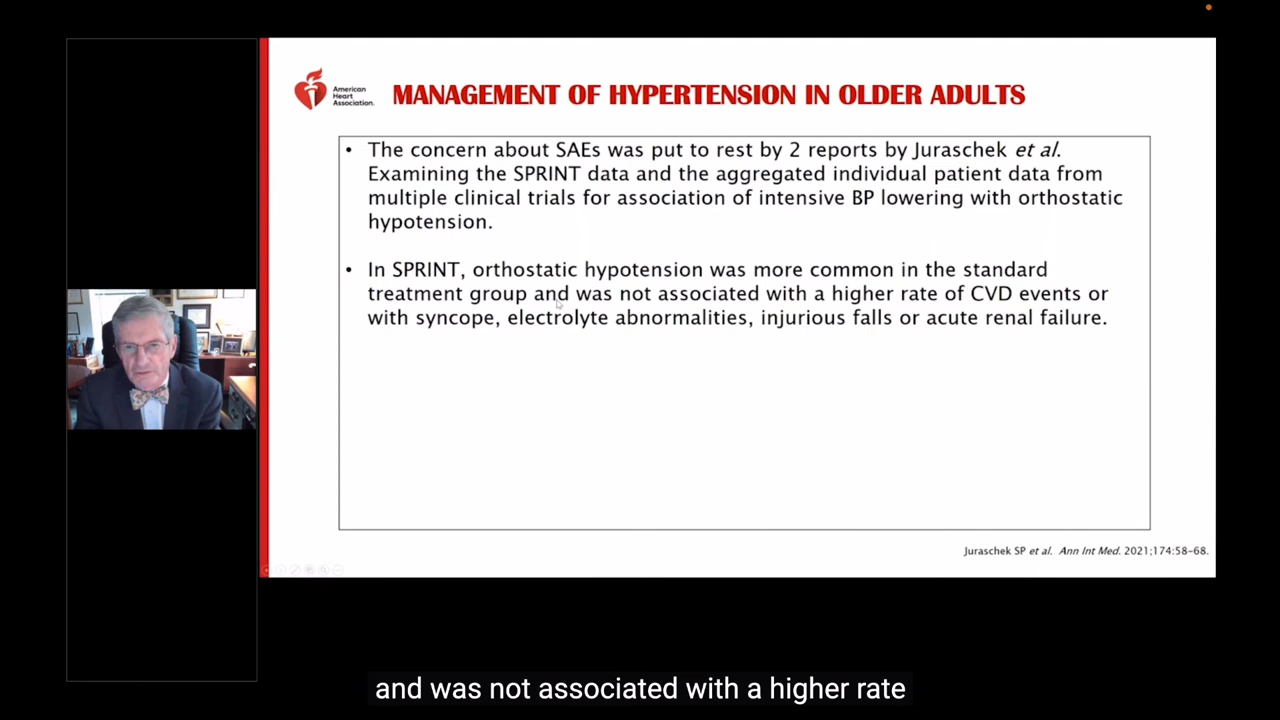 American
Heart
Association.
MANAGEMENT OF HYPERTENSION IN OLDER ADULTS
• The concern about SAEs was put to rest by 2 reports by Juraschek et al.
Examining the SPRINT data and the aggregated individual patient data from
multiple clinical trials for association of intensive BP lowering with orthostatic
hypotension.
• In SPRINT, orthostatic hypotension was more common in the standard
treatment group and was not associated with a higher rate of CVD events or
with syncope, electrolyte abnormalities, injurious falls or acute renal failure.
Juraschek SP et al. Ann Int Med. 2021;174:58-68.
and was not associated with a higher rate